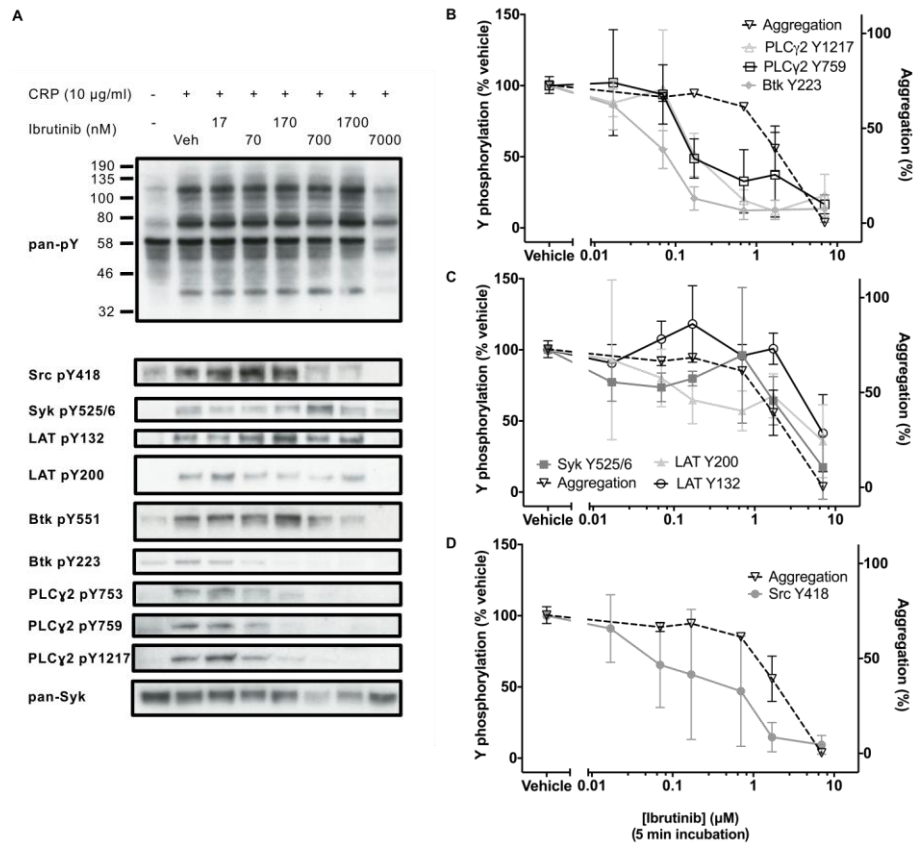 A
CRP (10 µg/ml) - + + + + + + +
Ibrutinib (nM) - Veh 17 70 170 700 1700 7000
190
135
100
80
pan-pY 58
46
32
Src pY418
Syk pY525/6
LAT pY132
LAT pY200
Btk pY551
Btk pY223
PLCɣ2 pY753
PLCɣ2 pY759
PLCɣ2 pY1217
pan-Syk
B
Y phosphorylation (% vehicle)
150
100
50
0
Aggregation
PLCγ2 Y1217
PLCɣ2 Y759
Btk Y223
100
50
0
Aggregation (%)
Vehicle 0.01 0.1 1 10
C
Y phosphorylation (% vehicle)
150
100
50
0
Syk Y525/6
Aggregation
LAT Y200
LAT Y132
100
50
0
Aggregation (%)
Vehicle 0.01 0.1 1 10
D
Y phosphorylation (% vehicle)
150
100
50
0
Aggregation
Src Y418
100
50
0
Aggregation (%)
Vehicle 0.01 0.1 1 10
[Ibrutinib] (µM)
(5 min incubation)